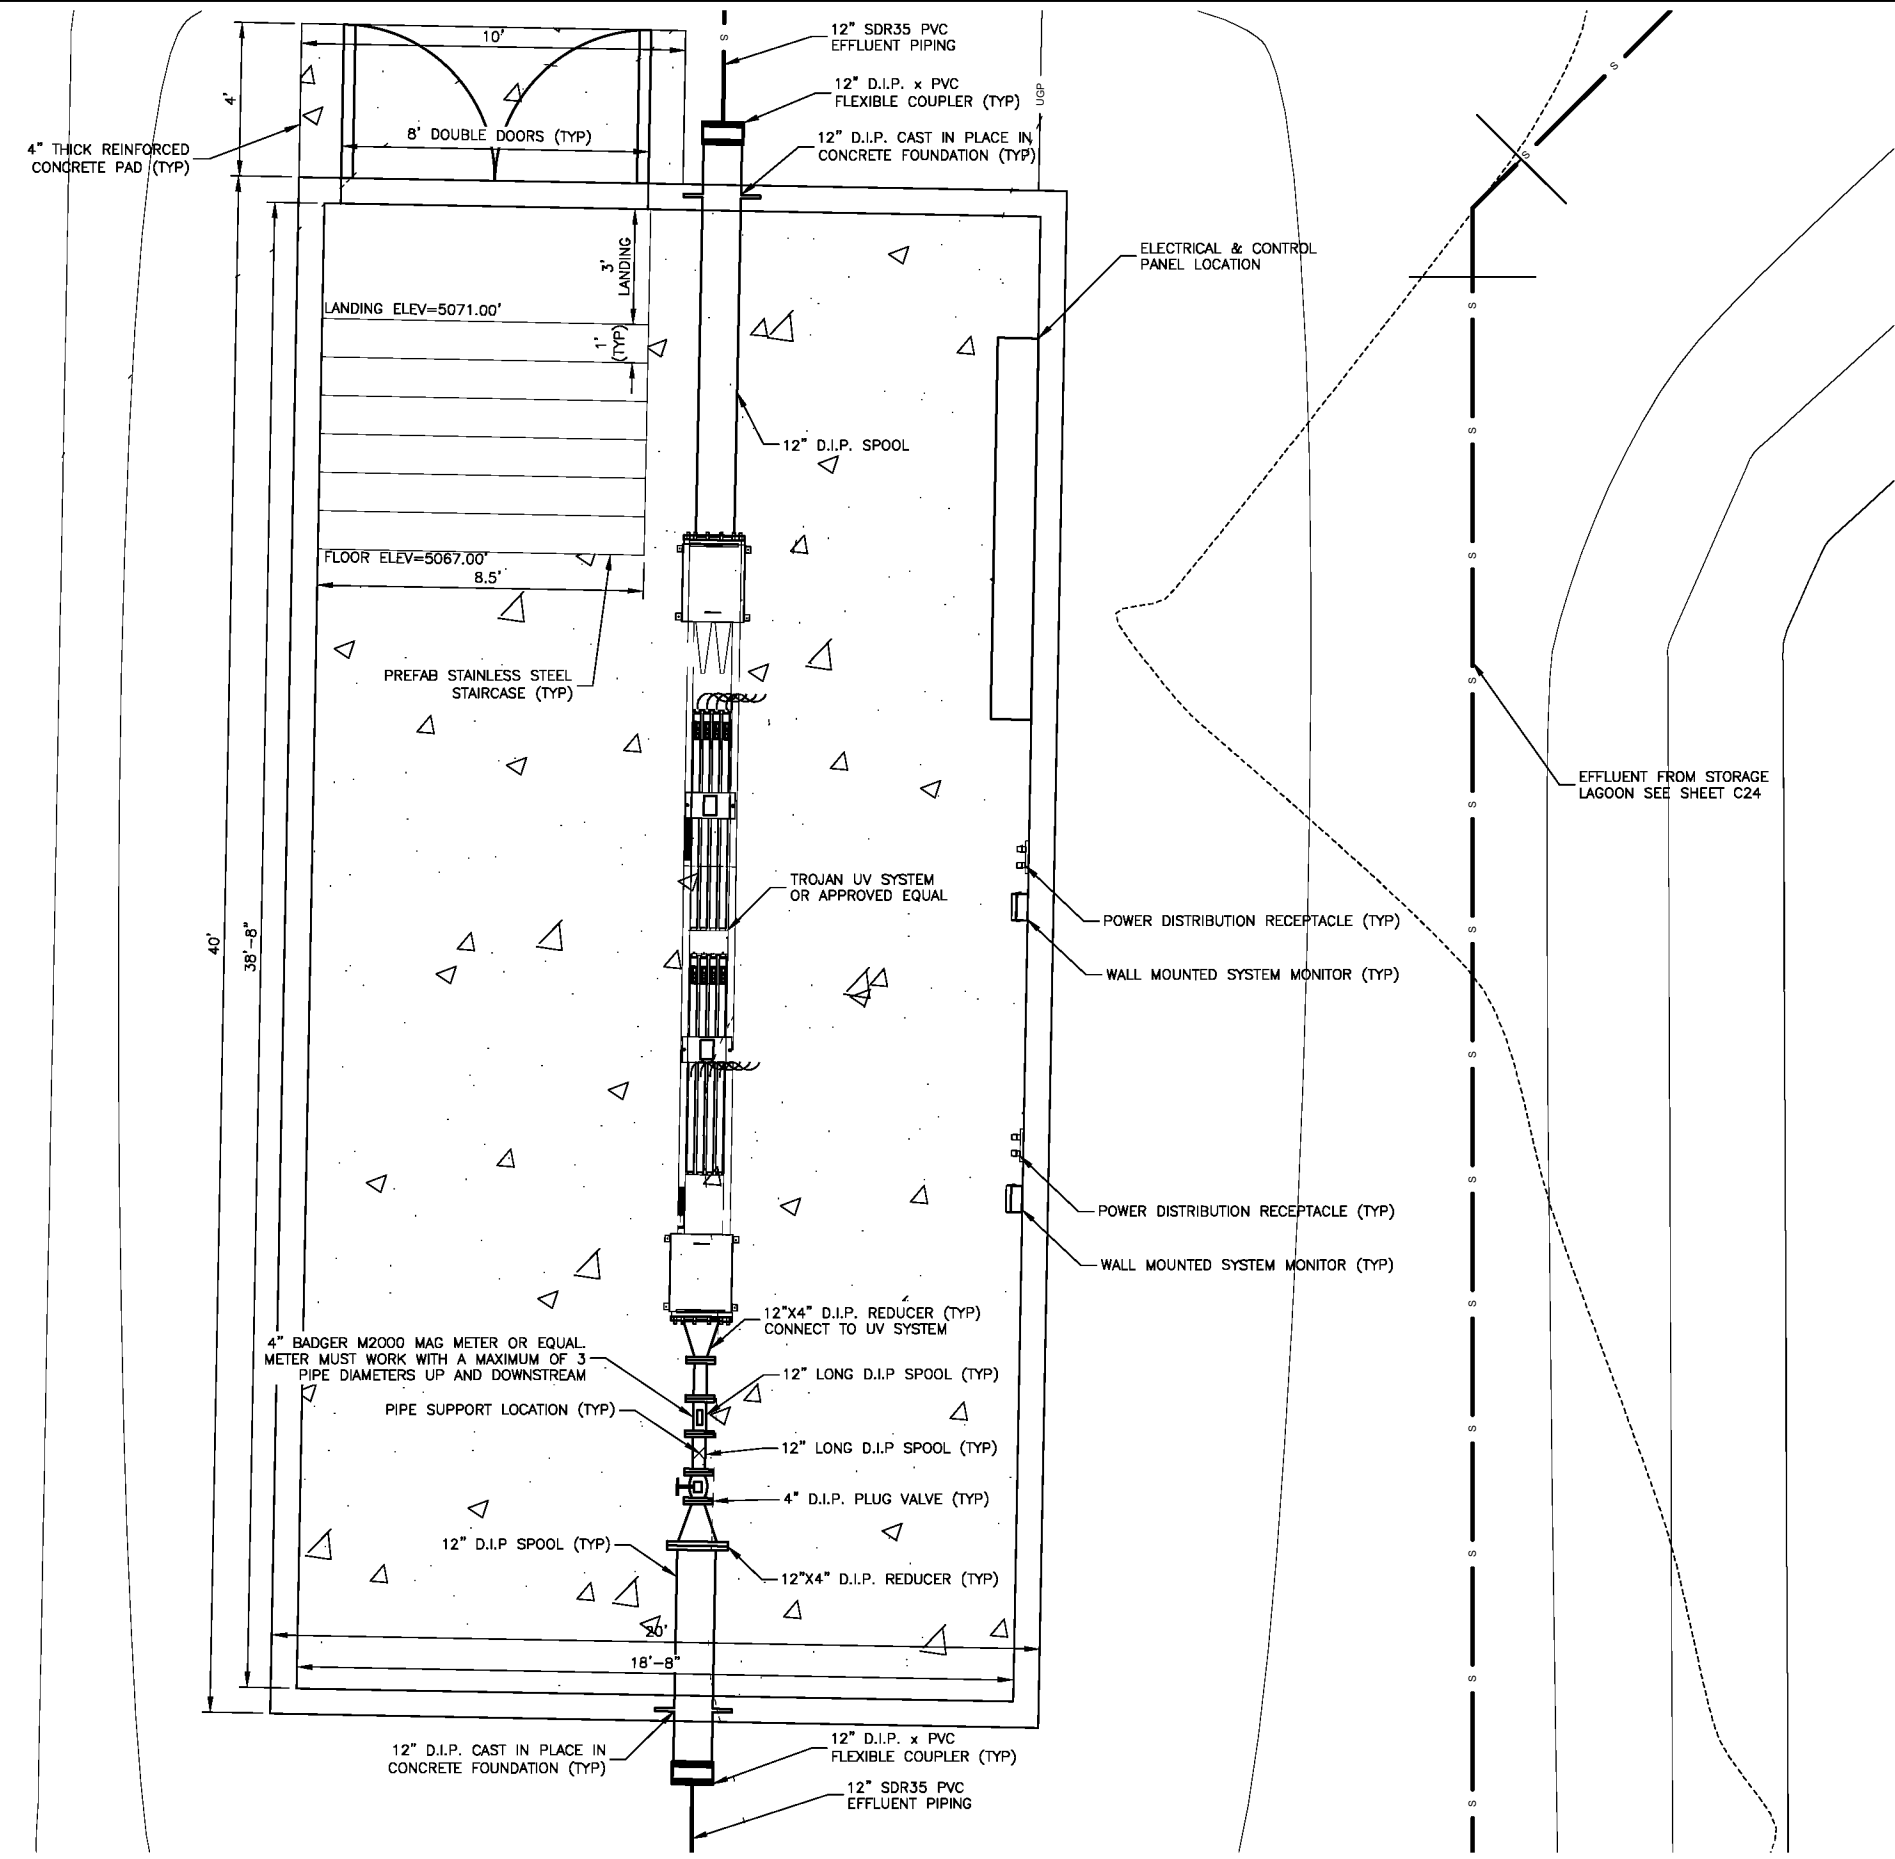 12" SDR35 PVC
EFFLUENT PIPING
S
10'
12" D.I.P. x PVC
FLEXIBLE COUPLER (TYP)
UGP
S
4'
8' DOUBLE DOORS (TYP)
12" D.I.P. CAST IN PLACE IN
CONCRETE FOUNDATION (TYP)
4" THICK REINFORCED
CONCRETE PAD (TYP)
S
3'
LANDING
ELECTRICAL & CONTROL
PANEL LOCATION
LANDING ELEV=5071.00'
S
1'
(TYP)
S
12" D.I.P. SPOOL
FLOOR ELEV=5067.00'
S
8.5'
PREFAB STAINLESS STEEL
STAIRCASE (TYP)
S
EFFLUENT FROM STORAGE
LAGOON SEE SHEET C24
S
TROJAN UV SYSTEM
OR APPROVED EQUAL
POWER DISTRIBUTION RECEPTACLE (TYP)
S
40'
38'-8"
WALL MOUNTED SYSTEM MONITOR (TYP)
S
S
POWER DISTRIBUTION RECEPTACLE (TYP)
WALL MOUNTED SYSTEM MONITOR (TYP)
S
12"X4" D.I.P. REDUCER (TYP)
CONNECT TO UV SYSTEM
4" BADGER M2000 MAG METER OR EQUAL.
METER MUST WORK WITH A MAXIMUM OF 3
PIPE DIAMETERS UP AND DOWNSTREAM
12" LONG D.I.P SPOOL (TYP)
PIPE SUPPORT LOCATION (TYP)
S
12" LONG D.I.P SPOOL (TYP)
4" D.I.P. PLUG VALVE (TYP)
12" D.I.P SPOOL (TYP)
S
12"X4" D.I.P. REDUCER (TYP)
20'
18'-8"
S
12" D.I.P. CAST IN PLACE IN
CONCRETE FOUNDATION (TYP)
12" D.I.P. x PVC
FLEXIBLE COUPLER (TYP)
12" SDR35 PVC
EFFLUENT PIPING
S